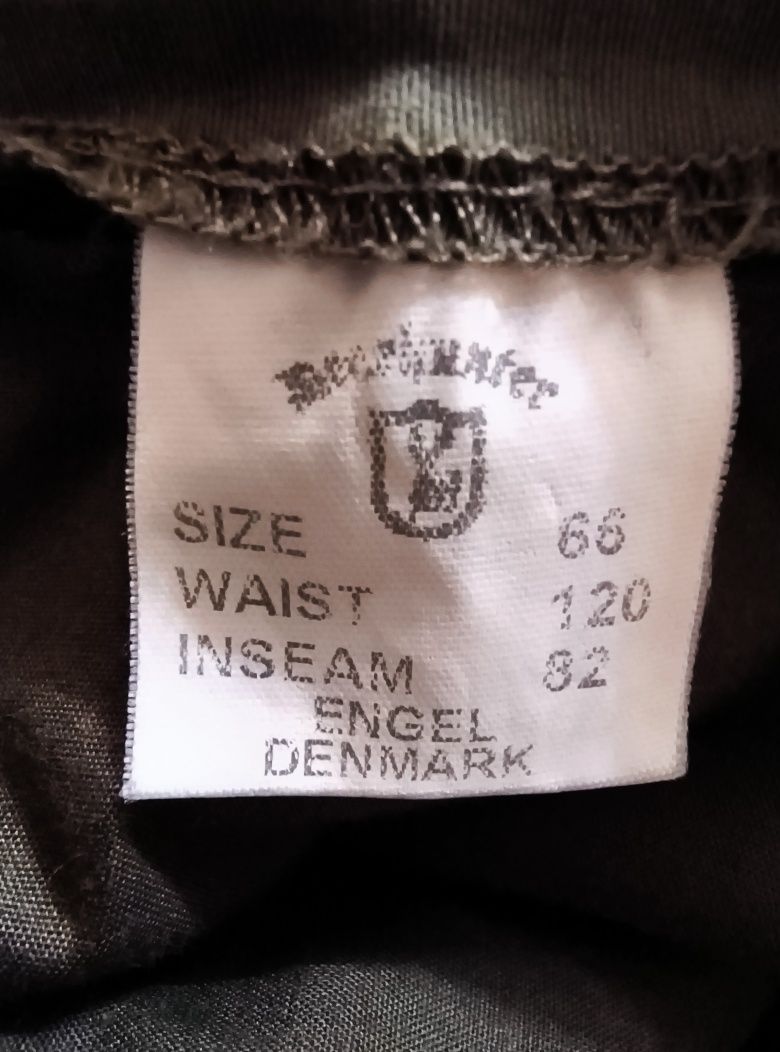 SIZE 66
WAIST 120
INSEAM 82
ENGEL
DENMARK